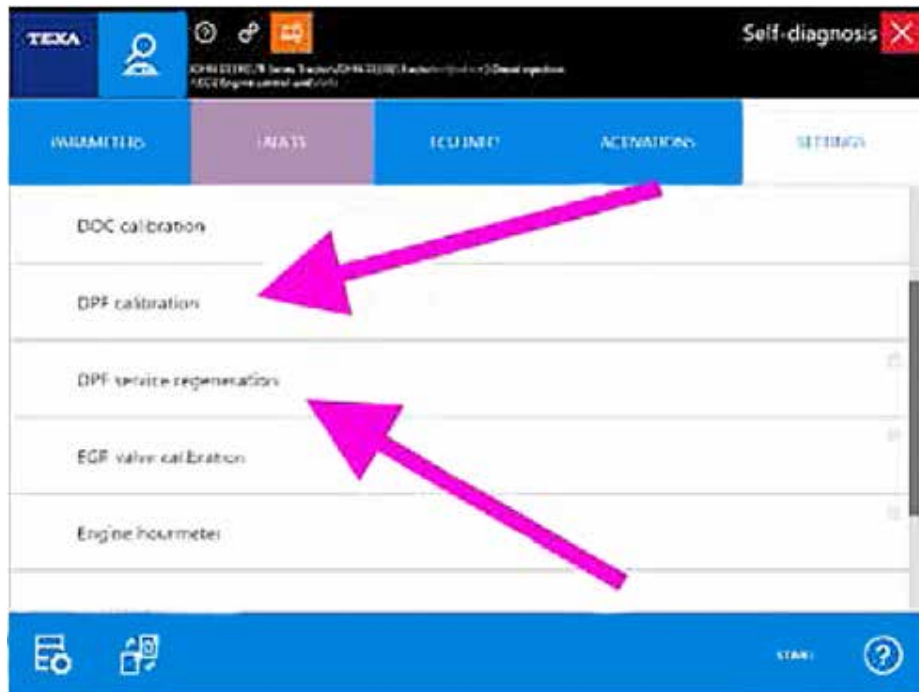 TEXA
Self-diagnosis
PARAMETERS
ECU INFO
ACTIVATIONS
SETTINGS
DOC calibration
DPF calibration
DPF service regeneration
EGR valve calibration
Engine hourmeter
START